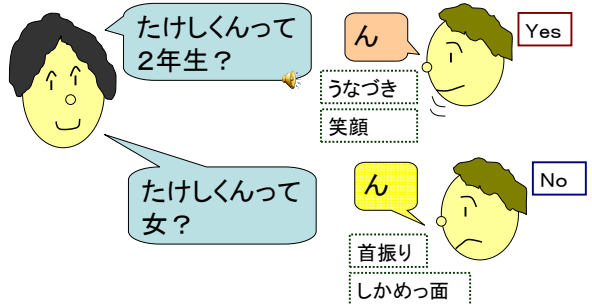 たけしくんって
２年生？
ん
Yes
うなづき
笑顔
たけしくんって
女？
ん
No
首振り
しかめっ面